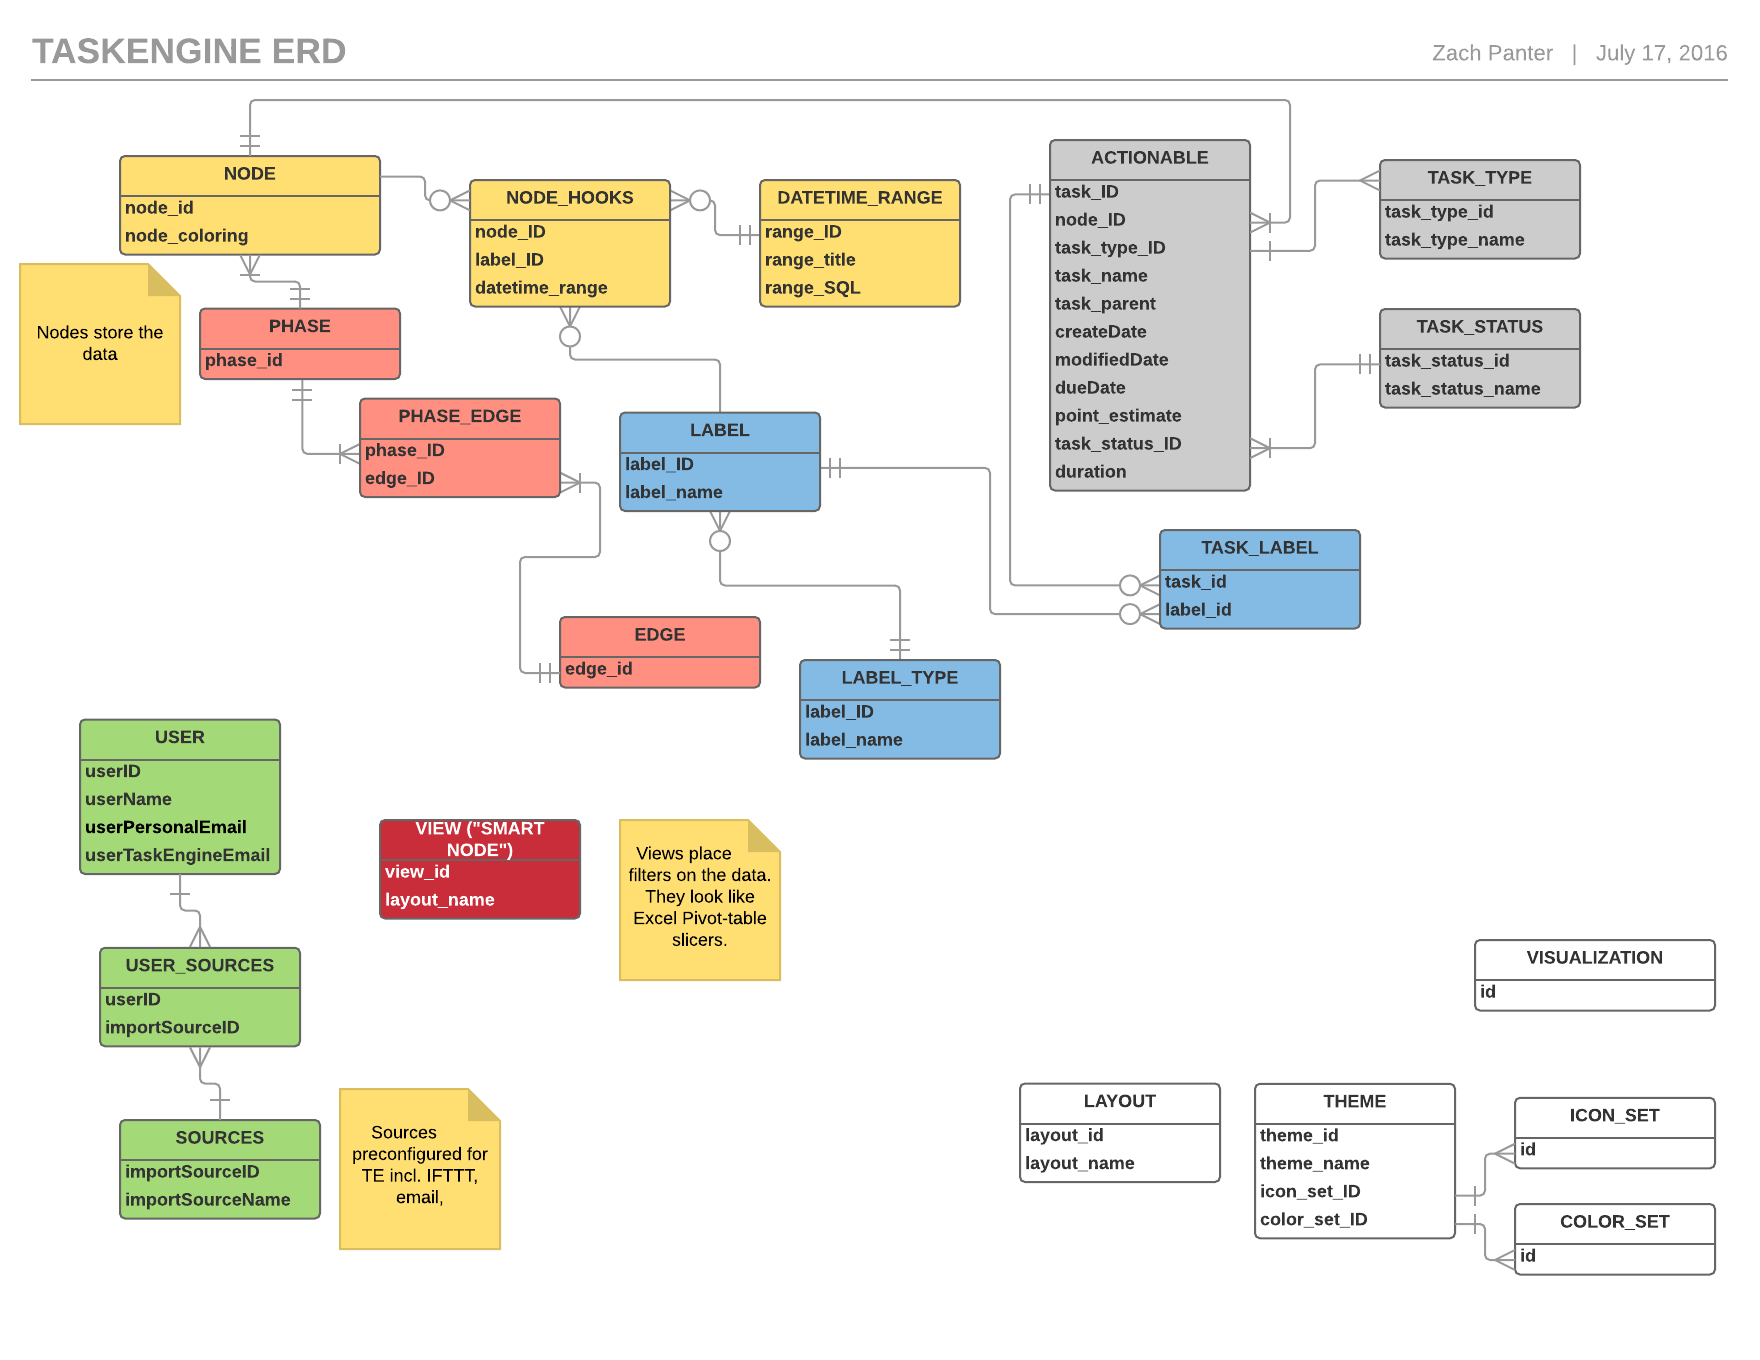 TASKENGINE ERD
Zach Panter | July 17, 2016
NODE
node_id
node_coloring
NODE_HOOKS
node_ID
label_ID
datetime_range
DATETIME_RANGE
range_ID
range_title
range_SQL
ACTIONABLE
task_ID
node_ID
task_type_ID
task_name
task_parent
createDate
modifiedDate
dueDate
point_estimate
task_status_ID
duration
TASK_TYPE
task_type_id
task_type_name
Nodes store the
data
PHASE
phase_id
TASK_STATUS
task_status_id
task_status_name
PHASE_EDGE
phase_ID
edge_ID
LABEL
label_ID
label_name
TASK_LABEL
task_id
label_id
EDGE
edge_id
LABEL_TYPE
label_ID
label_name
USER
userID
userName
userPersonalEmail
userTaskEngineEmail
VIEW ("SMART
NODE")
view_id
layout_name
Views place
filters on the data.
They look like
Excel Pivot-table
slicers.
USER_SOURCES
userID
importSourceID
VISUALIZATION
id
SOURCES
importSourceID
importSourceName
Sources
preconfigured for
TE incl. IFTTT,
email,
LAYOUT
layout_id
layout_name
THEME
theme_id
theme_name
icon_set_ID
color_set_ID
ICON_SET
id
COLOR_SET
id